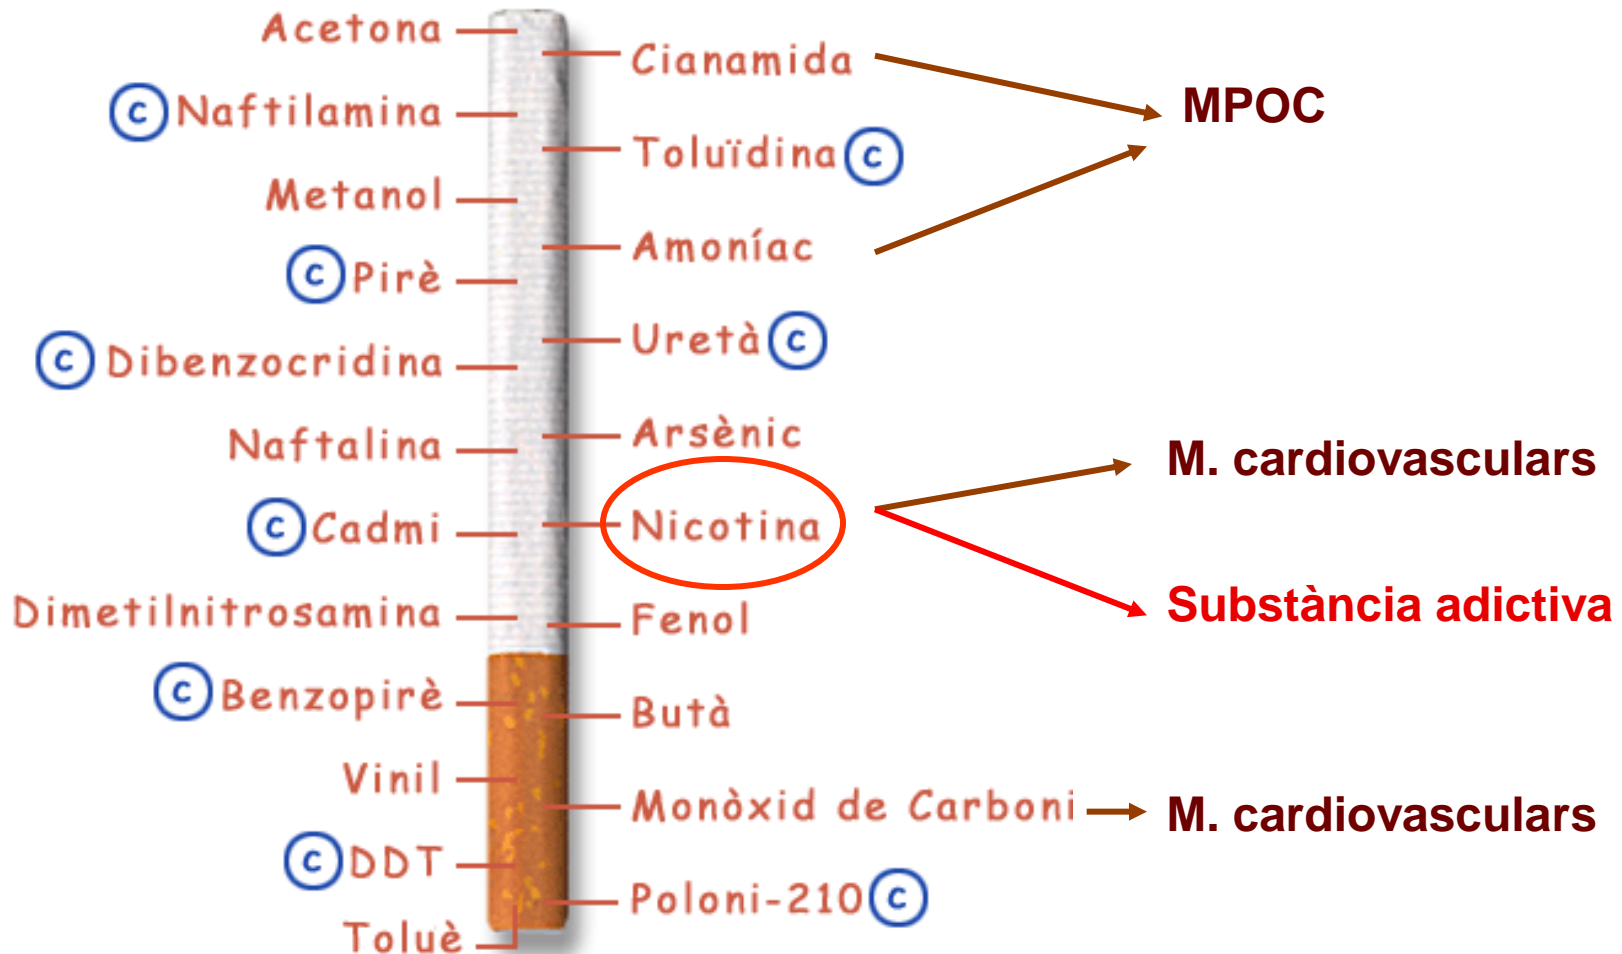 Acetona
Cianamida
MPOC
c Naftilamina
Toluïdina c
Metanol
Amoníac
c Pirè
Uretà c
c Dibenzocridina
Arsènic
Naftalina
M. cardiovasculars
c Cadmi
Nicotina
Substància adictiva
Dimetilnitrosamina
Fenol
c Benzopirè
Butà
Vinil
Monòxid de Carboni
M. cardiovasculars
c DDT
Poloni-210 c
Toluè